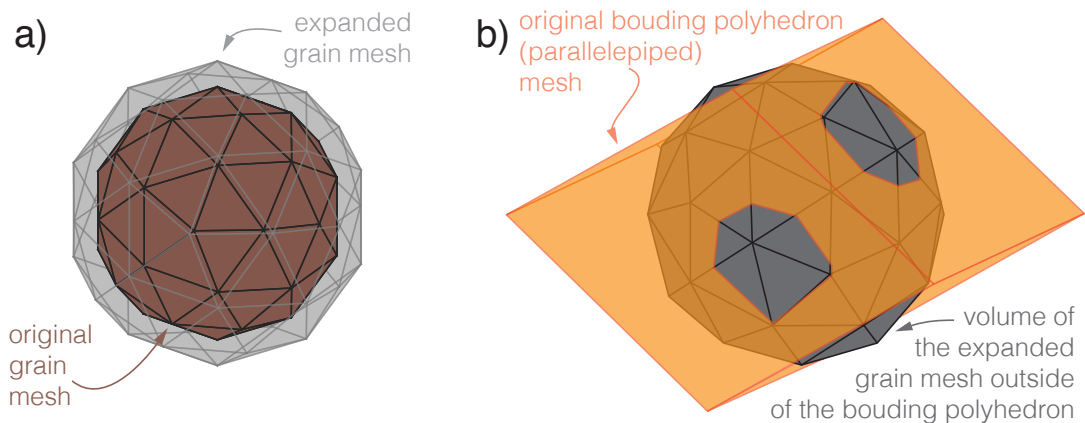 a)
expanded
grain mesh
original
grain
mesh
b)
original bouding polyhedron
(parallelepiped)
mesh
volume of
the expanded
grain mesh outside
of the bouding polyhedron